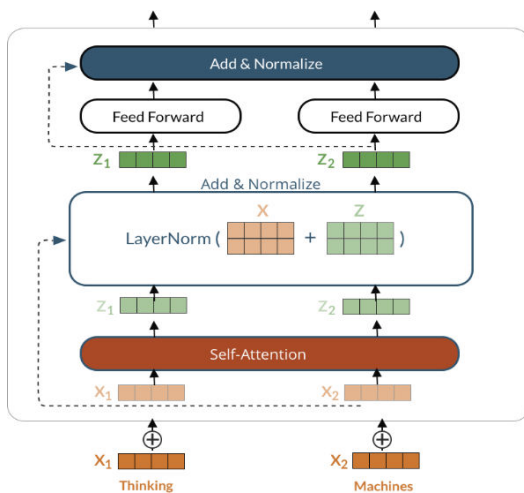 Add & Normalize
Feed Forward Feed Forward
Z1 Z2
Add & Normalize
X Z
LayerNorm ( + )
Z1 Z2
Self-Attention
X1 X2
X1 X2
Thinking Machines